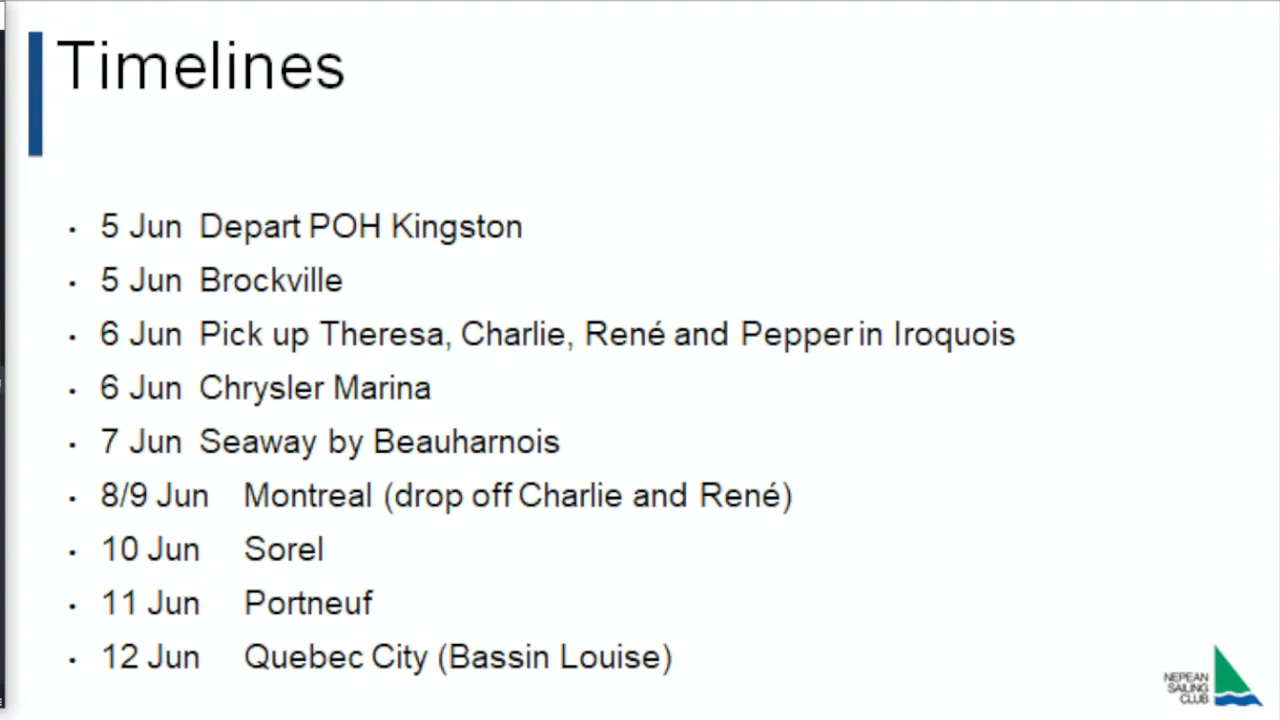 Timelines
• 5 Jun Depart POH Kingston
• 5 Jun Brockville
• 6 Jun Pick up Theresa, Charlie, René and Pepper in Iroquois
• 6 Jun Chrysler Marina
• 7 Jun Seaway by Beauharnois
• 8/9 Jun Montreal (drop off Charlie and René)
• 10 Jun Sorel
• 11 Jun Portneuf
• 12 Jun Quebec City (Bassin Louise)
NEPEAN
SAILING
CLUB